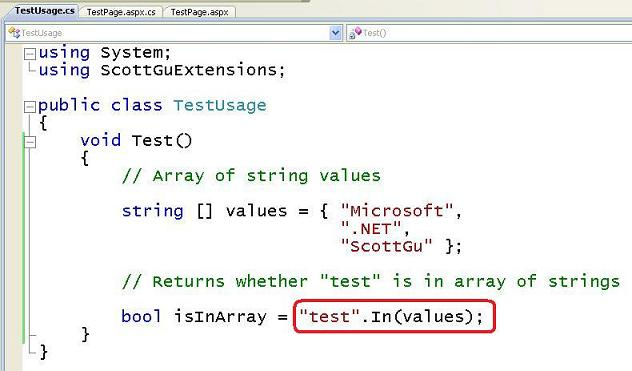 TestUsage.cs TestPage.aspx.cs TestPage.aspx
TestUsage Test()
using System;
using ScottGuExtensions;
public class TestUsage
{
void Test()
{
// Array of string values
string [] values = { "Microsoft",
".NET",
"ScottGu" };
// Returns whether "test" is in array of strings
bool isInArray = "test".In(values);
}
}